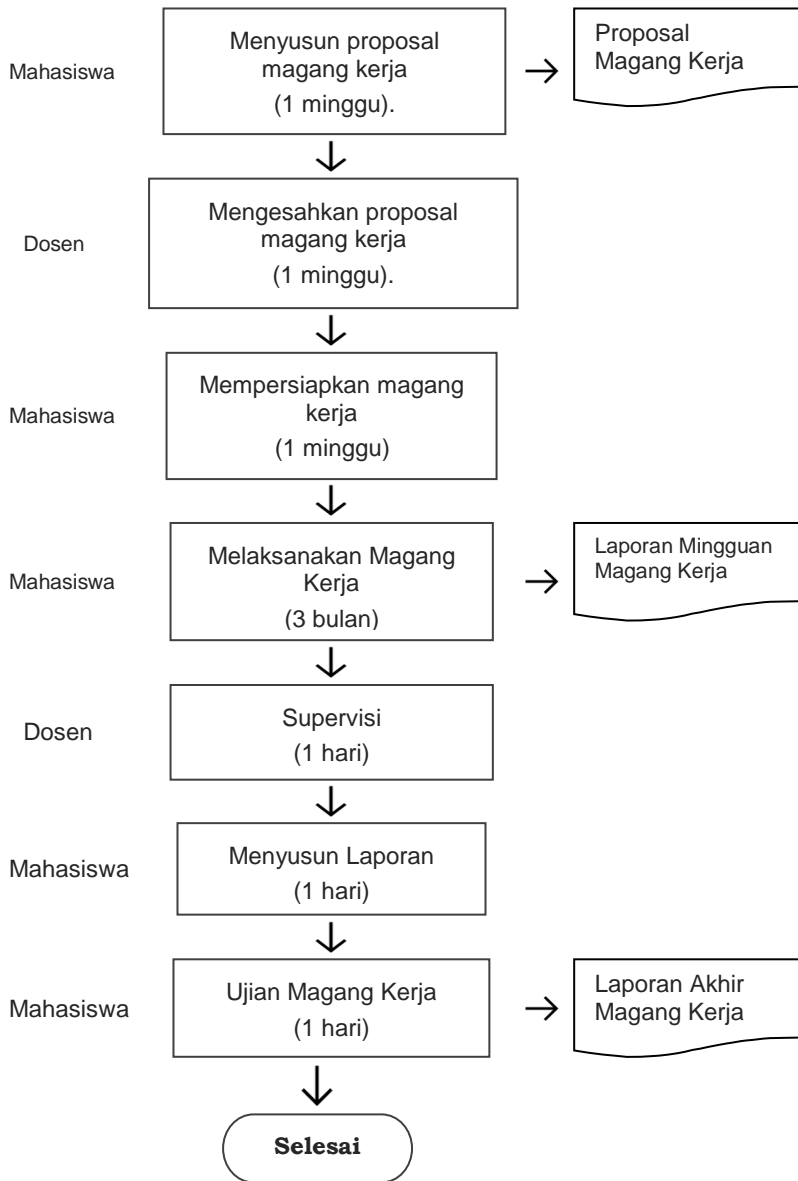 Mahasiswa
Menyusun proposal
magang kerja
(1 minggu).
Proposal
Magang Kerja
Dosen
Mengesahkan proposal
magang kerja
(1 minggu).
Mahasiswa
Mempersiapkan magang
kerja
(1 minggu)
Mahasiswa
Melaksanakan Magang
Kerja
(3 bulan)
Laporan Mingguan
Magang Kerja
Dosen
Supervisi
(1 hari)
Mahasiswa
Menyusun Laporan
(1 hari)
Mahasiswa
Ujian Magang Kerja
(1 hari)
Laporan Akhir
Magang Kerja
Selesai